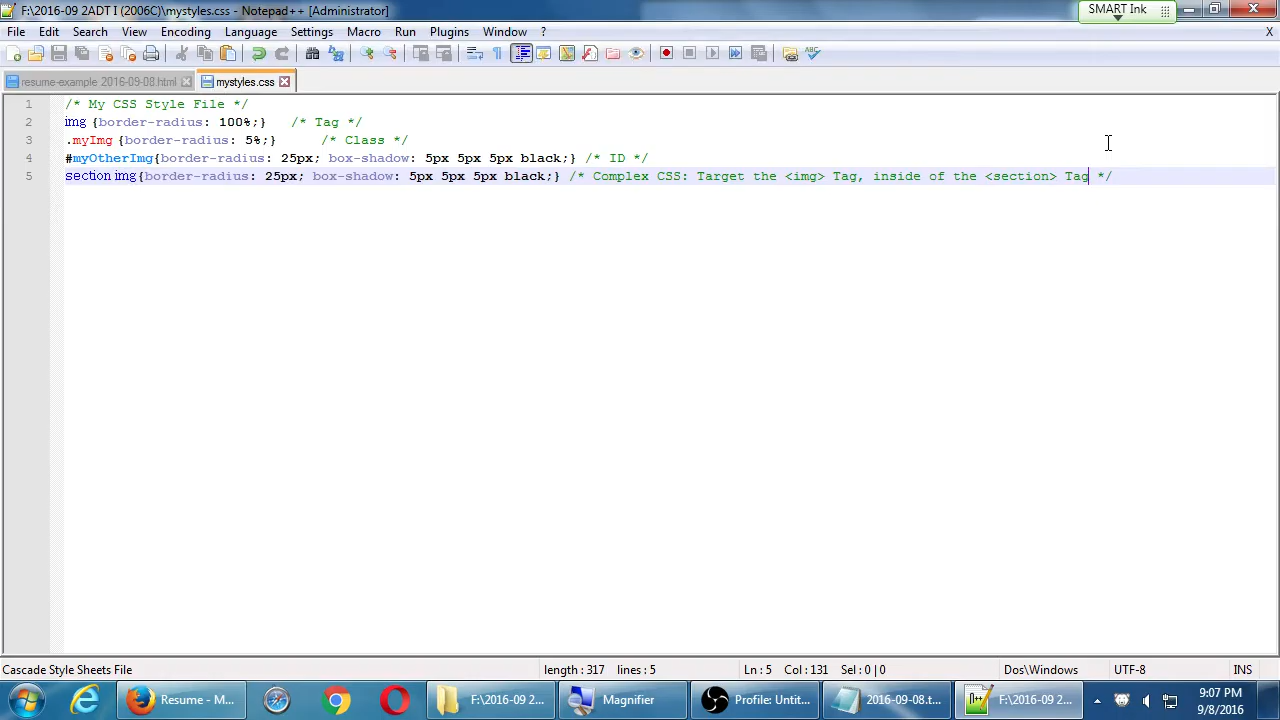 F:\2016-09 2ADT I (2006C)\mystyles.css - Notepad++ [Administrator]
SMART Ink
File Edit Search View Encoding Language Settings Macro Run Plugins Window ? X
resume-example 2016-09-08.html mystyles.css
1 /* My CSS Style File */
2 img {border-radius: 100%;} /* Tag */
3 .myImg {border-radius: 5%;} /* Class */
4 #myOtherImg{border-radius: 25px; box-shadow: 5px 5px 5px black;} /* ID */
5 section img{border-radius: 25px; box-shadow: 5px 5px 5px black;} /* Complex CSS: Target the <img> Tag, inside of the <section> Tag */
Cascade Style Sheets File length : 317 lines : 5 Ln : 5 Col : 131 Sel : 0 | 0 Dos\Windows UTF-8 INS
Resume - M... F:\2016-09 2... Magnifier Profile: Untit... 2016-09-08.t... F:\2016-09 2... 9:07 PM
9/8/2016